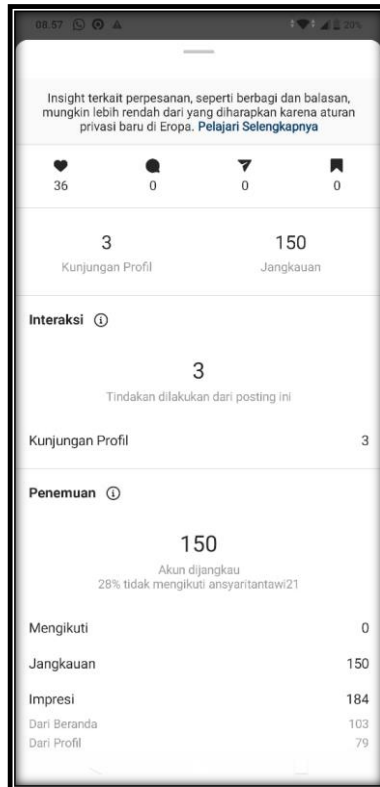 08.57
20%
Insight terkait perpesanan, seperti berbagi dan balasan,
mungkin lebih rendah dari yang diharapkan karena aturan
privasi baru di Eropa. Pelajari Selengkapnya
36 0 0 0
3 150
Kunjungan Profil Jangkauan
Interaksi
3
Tindakan dilakukan dari posting ini
Kunjungan Profil 3
Penemuan
150
Akun dijangkau
28% tidak mengikuti ansyaritantawi21
Mengikuti 0
Jangkauan 150
Impresi 184
Dari Beranda 103
Dari Profil 79